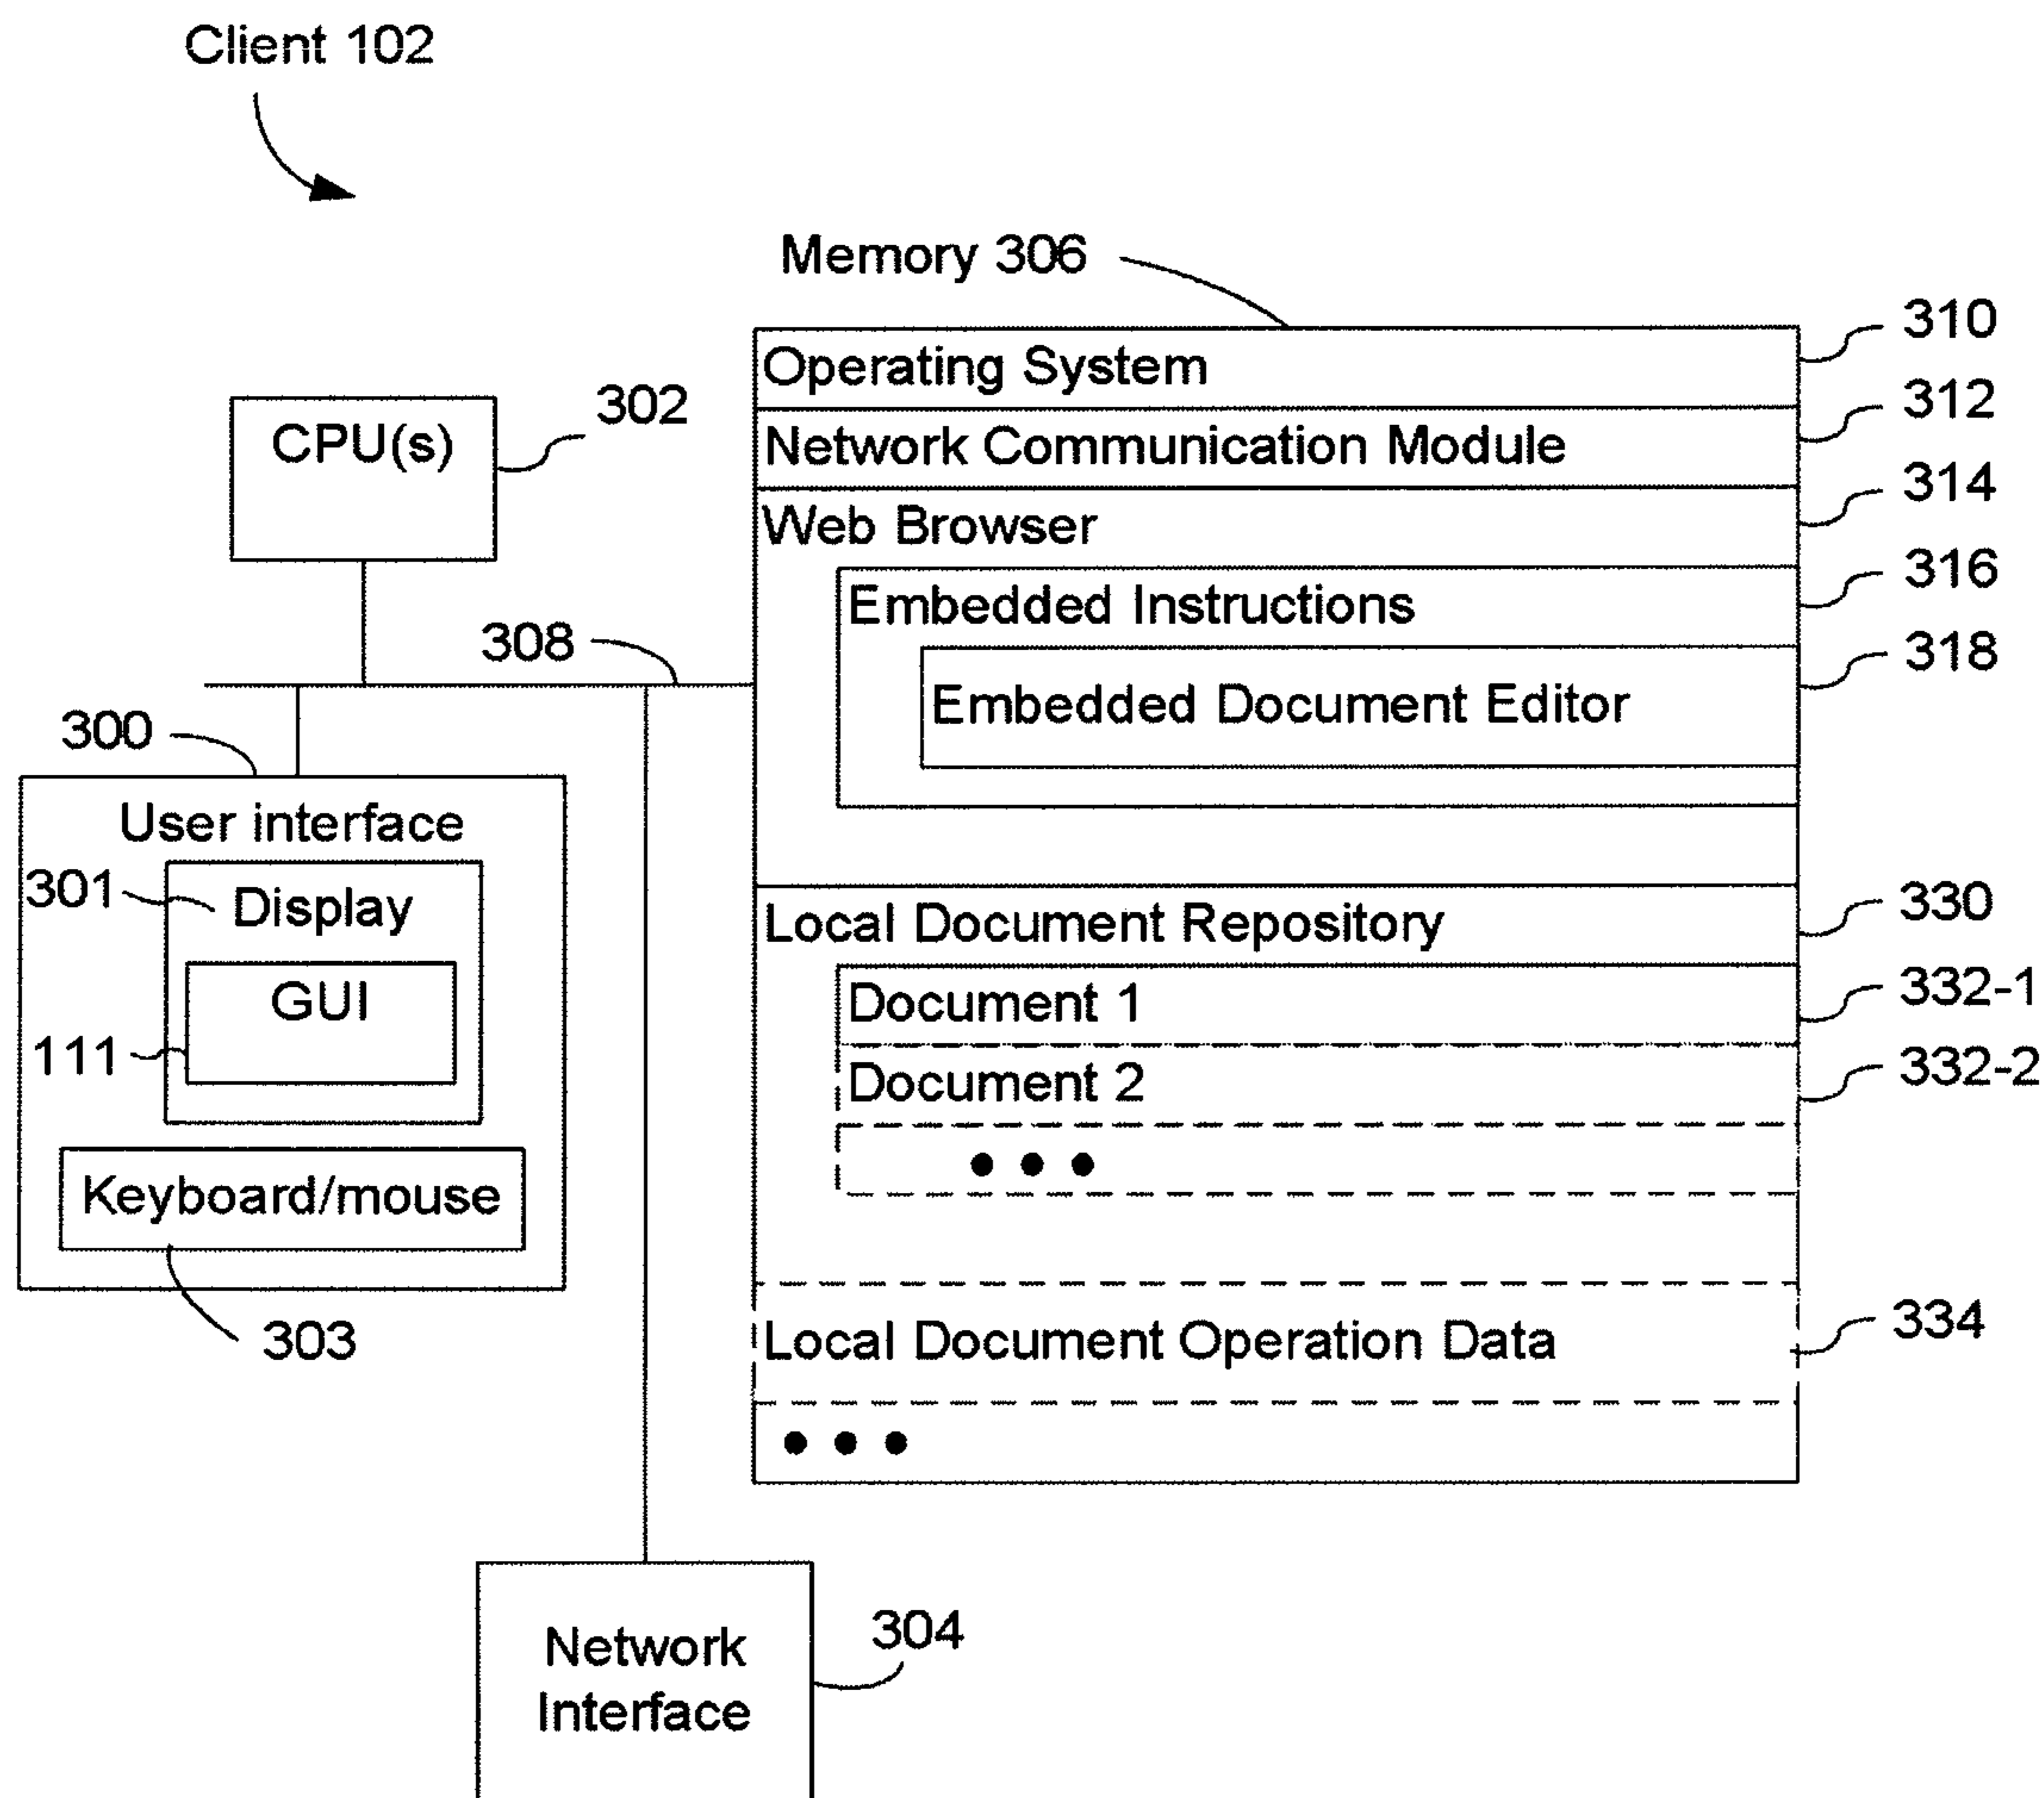 Client 102
Memory 306
310
Operating System
312
Network Communication Module
302
CPU(s)
314
Web Browser
316
Embedded Instructions
308
318
Embedded Document Editor
300
User interface
301
Display
GUI
111
Keyboard/mouse
303
330
Local Document Repository
332-1
Document 1
332-2
Document 2
334
Local Document Operation Data
304
Network
Interface